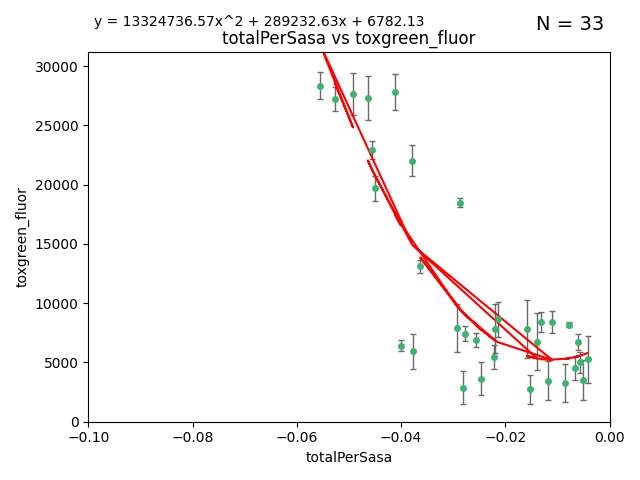 y = 13324736.57x^2 + 289232.63x + 6782.13
N = 33
totalPerSasa vs toxgreen_fluor
30000
25000
20000
15000
10000
5000
0
toxgreen_fluor
−0.10 −0.08 −0.06 −0.04 −0.02 0.00
totalPerSasa